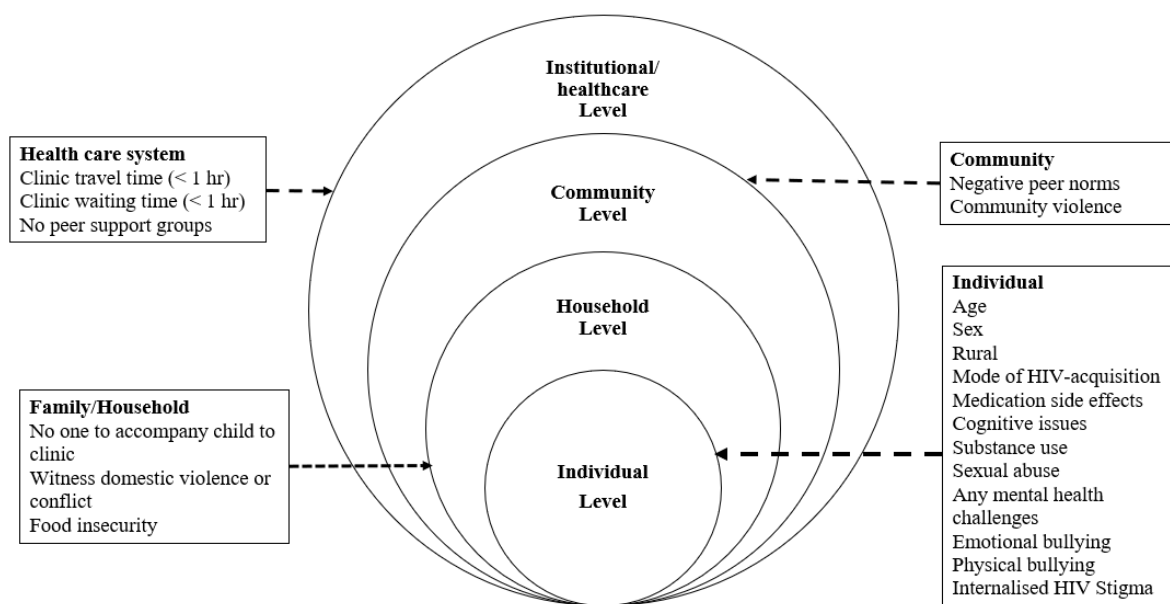 Institutional/
healthcare
Level
Health care system
Clinic travel time (< 1 hr)
Clinic waiting time (< 1 hr)
No peer support groups
Community
Level
Community
Negative peer norms
Community violence
Household
Level
Family/Household
No one to accompany child to
clinic
Witness domestic violence or
conflict
Food insecurity
Individual
Level
Individual
Age
Sex
Rural
Mode of HIV-acquisition
Medication side effects
Cognitive issues
Substance use
Sexual abuse
Any mental health
challenges
Emotional bullying
Physical bullying
Internalised HIV Stigma